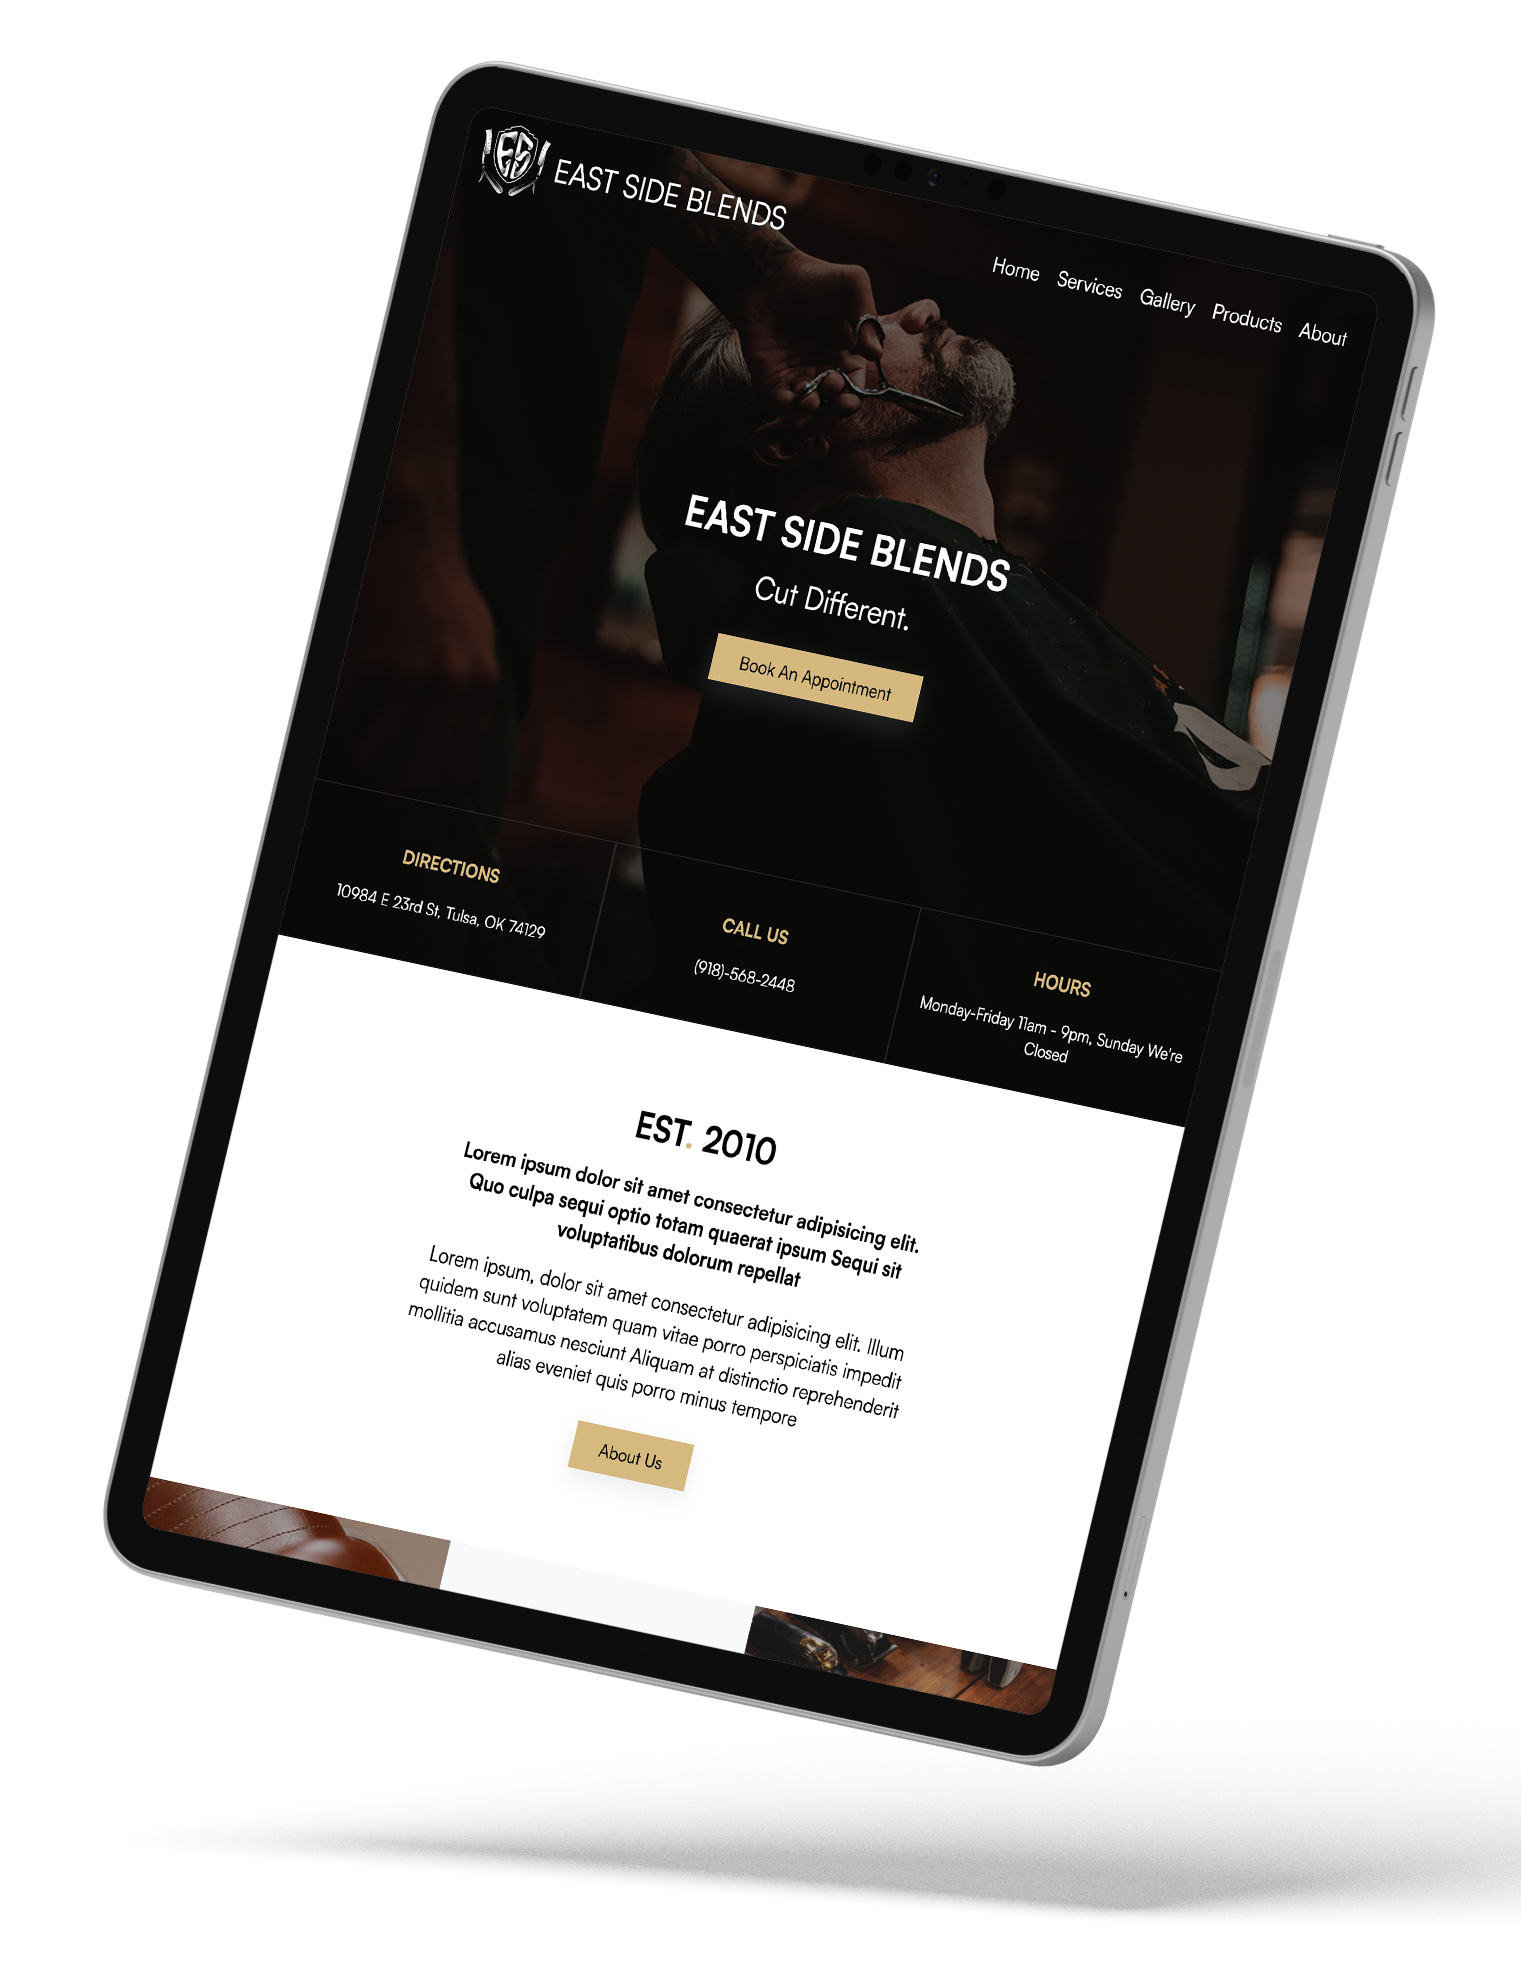 ES
EAST SIDE BLENDS
Home Services Gallery Products About
EAST SIDE BLENDS
Cut Different.
Book An Appointment
DIRECTIONS
10984 E 23rd St, Tulsa, OK 74129
CALL US
(918)-568-2448
HOURS
Monday-Friday 11am - 9pm, Sunday We're
Closed
EST. 2010
Lorem ipsum dolor sit amet consectetur adipisicing elit.
Quo culpa sequi optio totam quaerat ipsum Sequi sit
voluptatibus dolorum repellat
Lorem ipsum, dolor sit amet consectetur adipisicing elit. Illum
quidem sunt voluptatem quam vitae porro perspiciatis impedit
mollitia accusamus nesciunt Aliquam at distinctio reprehenderit
alias eveniet quis porro minus tempore
About Us